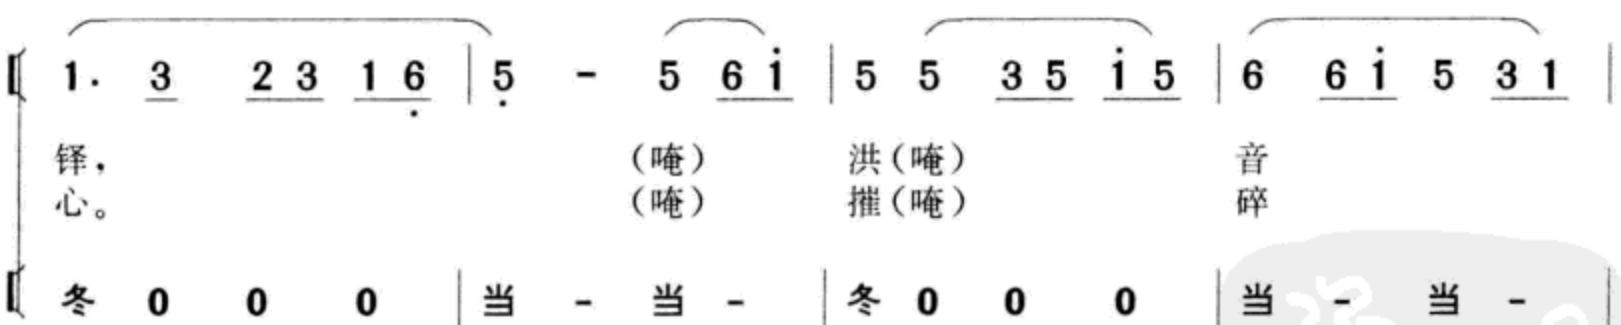 1. 3 2 3 1 6 | 5 - 5 6 i | 5 5 3 5 i 5 | 6 6 i 5 3 1 |
铎， （唵） 洪（唵） 音
心。 （唵） 摧（唵） 碎
冬 0 0 0 | 当 - 当 - | 冬 0 0 0 | 当 - 当 - |